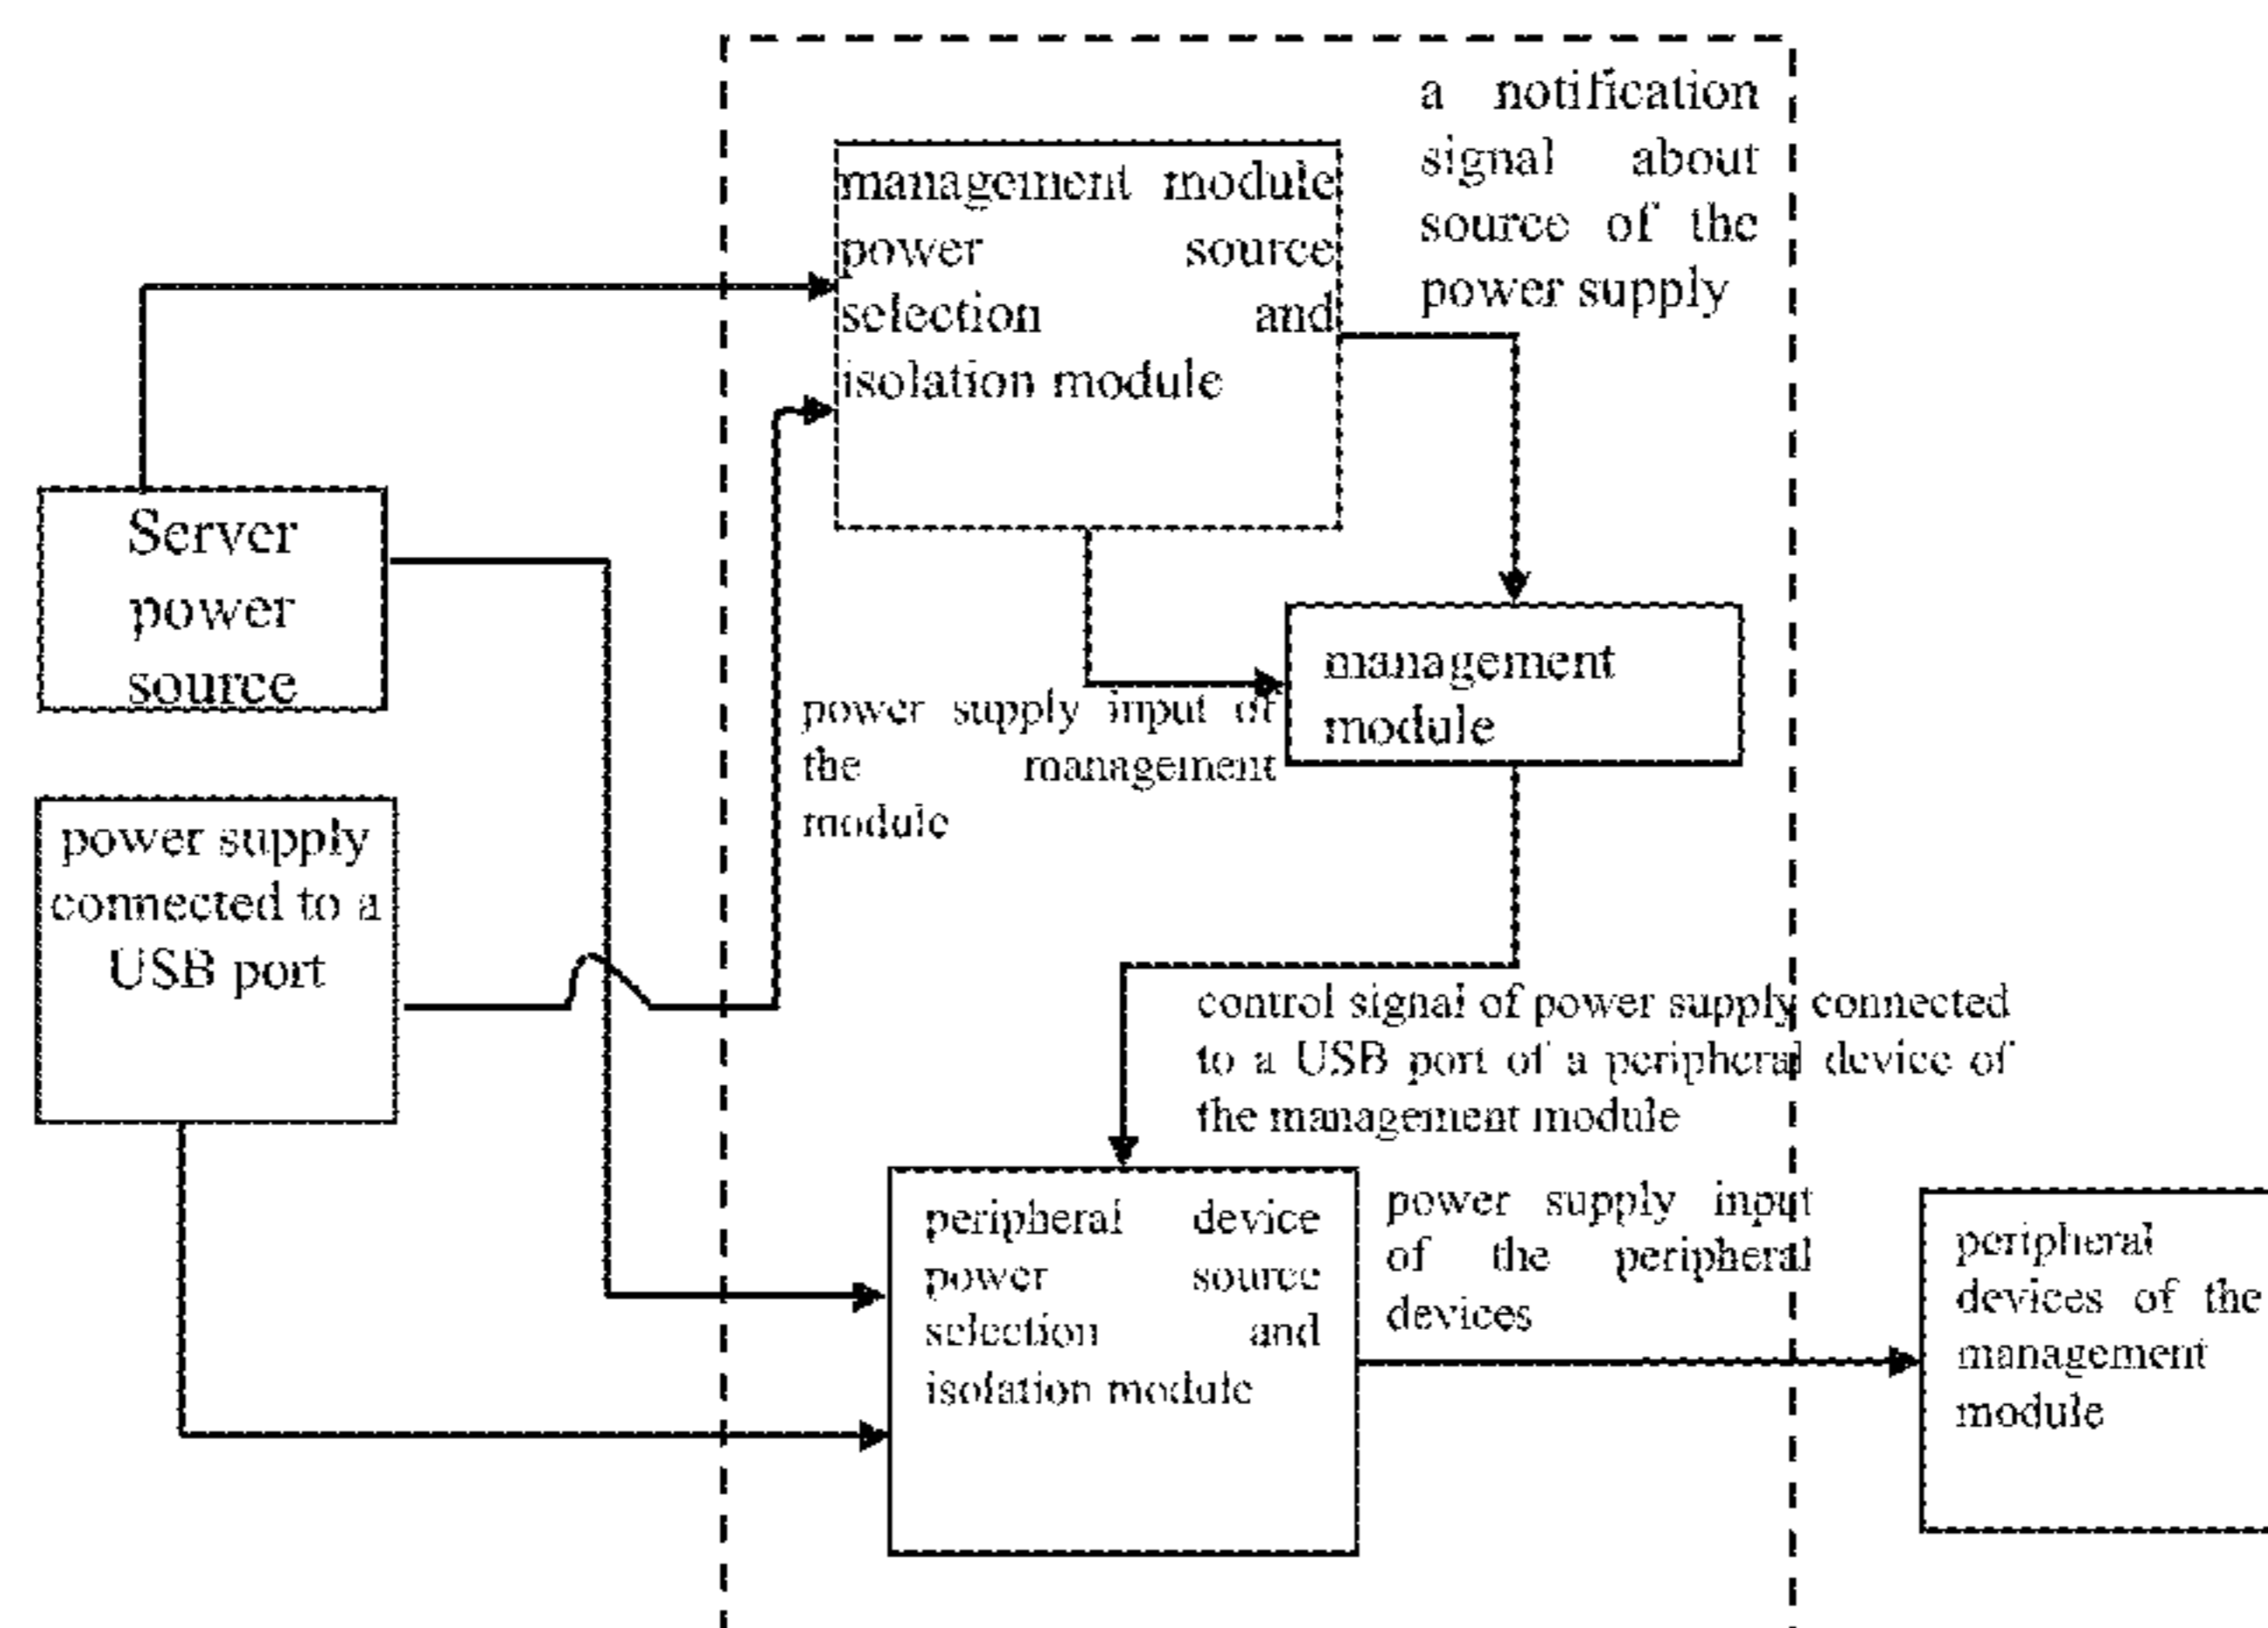 a notification
signal about
source of the
power supply
management module
power source
selection and
isolation module
Server
power
source
management
module
power supply input of
the management
module
power supply
connected to a
USB port
control signal of power supply connected
to a USB port of a peripheral device of
the management module
peripheral device
power source
selection and
isolation module
power supply input
of the peripheral
devices
peripheral
devices of the
management
module